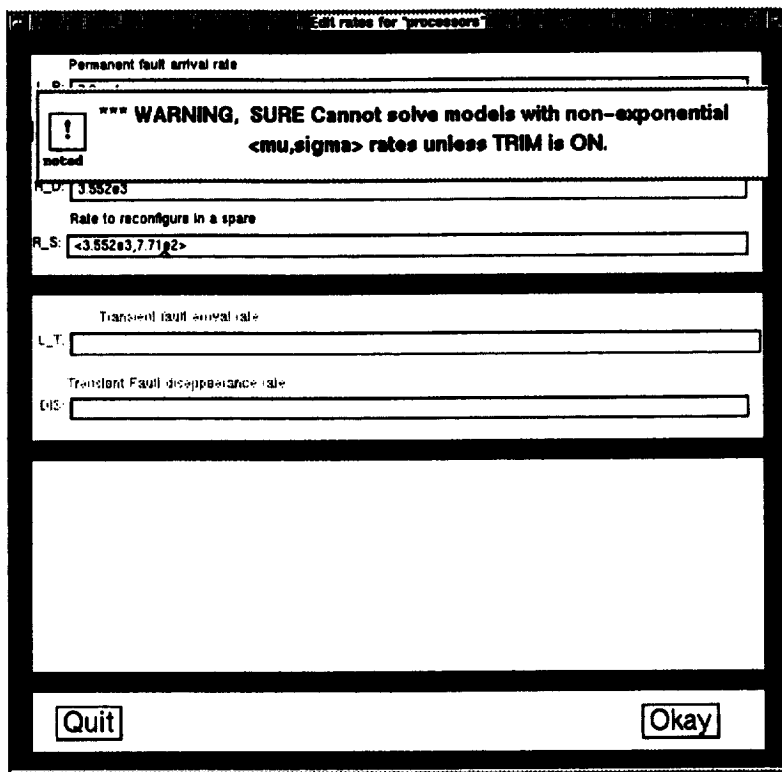 Edit rates for "processors"
Permanent fault arrival rate
*** WARNING, SURE Cannot solve models with non-exponential
<mu,sigma> rates unless TRIM is ON.
!
noted
R_D: 3.552e3
Rate to reconfigure in a spare
R_S: <3.552e3,7.71e2>
Transient fault arrival rate
L_T:
Transient Fault disappearance rate
DIS:
Quit
Okay